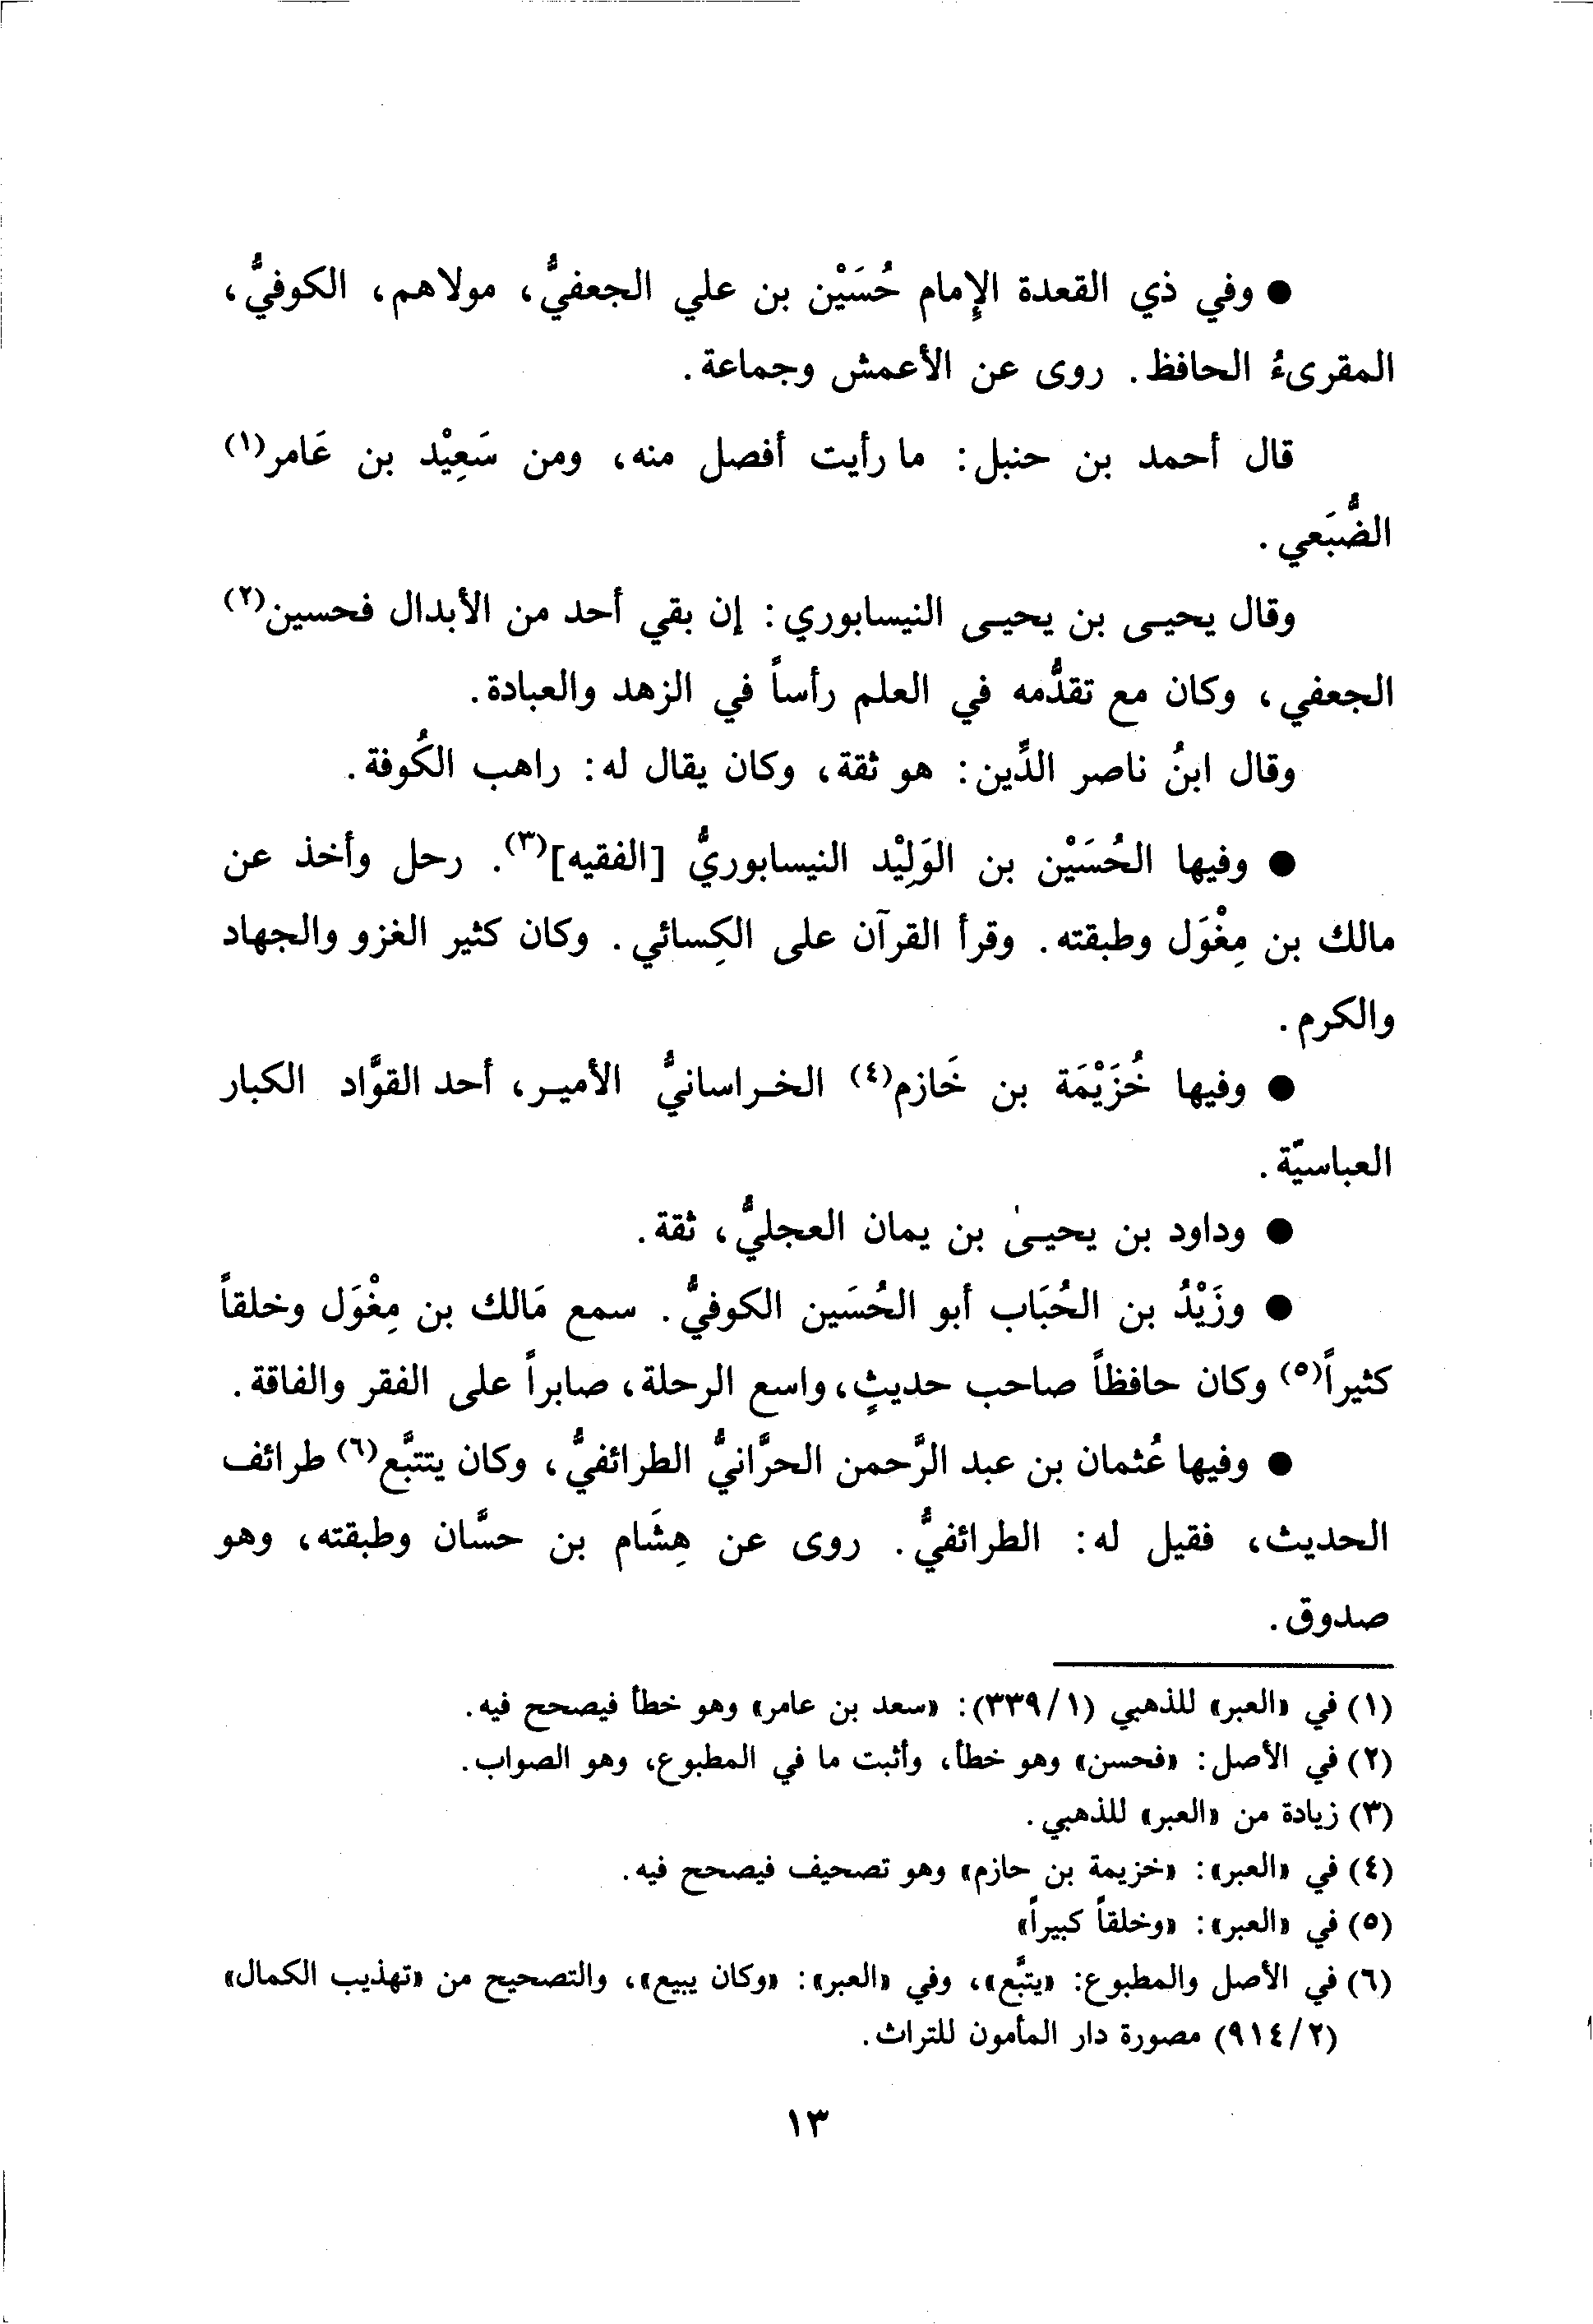 ● وفي ذي القعدة الإِمام حُسَيْن بن علي الجعفيُّ، مولاهم، الكوفيُّ،
المقرىءُ الحافظ. روى عن الأعمش وجماعة.
قال أحمد بن حنبل: ما رأيت أفصل منه، ومن سَعِيْد بن عَامر(١)
الضُّبَعي.
وقال يحيى بن يحيى النيسابوري: إن بقي أحد من الأبدال فحسين(٢)
الجعفي، وكان مع تقدُّمه في العلم رأساً في الزهد والعبادة.
وقال ابنُ ناصر الدِّين: هو ثقة، وكان يقال له: راهب الكُوفة.
● وفيها الحُسَيْن بن الوَلِيْد النيسابوريُّ [الفقيه](٣). رحل وأخذ عن
مالك بن مِغْوَل وطبقته. وقرأ القرآن على الكِسائي. وكان كثير الغزو والجهاد
والكرم.
● وفيها خُزَيْمَة بن خَازم(٤) الخراسانيُّ الأمير، أحد القوَّاد الكبار
العباسيّة.
● وداود بن يحيىٰ بن يمان العجليُّ، ثقة.
● وزَيْدُ بن الحُبَاب أبو الحُسَين الكوفيُّ. سمع مَالك بن مِغْوَل وخلقاً
كثيراً(٥) وكان حافظاً صاحب حديثٍ، واسع الرحلة، صابراً على الفقر والفاقة.
● وفيها عُثمان بن عبد الرَّحمن الحرَّانيُّ الطرائفيُّ، وكان يتتبَّع(٦) طرائف
الحديث، فقيل له: الطرائفيُّ. روى عن هِشَام بن حسَّان وطبقته، وهو
صدوق.
(١) في «العبر» للذهبي (٣٣٩/١): «سعد بن عامر» وهو خطأ فيصحح فيه.
(٢) في الأصل: «فحسن» وهو خطأ، وأثبت ما في المطبوع، وهو الصواب.
(٣) زيادة من «العبر» للذهبي.
(٤) في «العبر»: «خزيمة بن حازم» وهو تصحيف فيصحح فيه.
(٥) في «العبر»: «وخلقاً كبيراً»
(٦) في الأصل والمطبوع: «يتبَّع»، وفي «العبر»: «وكان يبيع»، والتصحيح من «تهذيب الكمال»
(٩١٤/٢) مصورة دار المأمون للتراث.
١٣